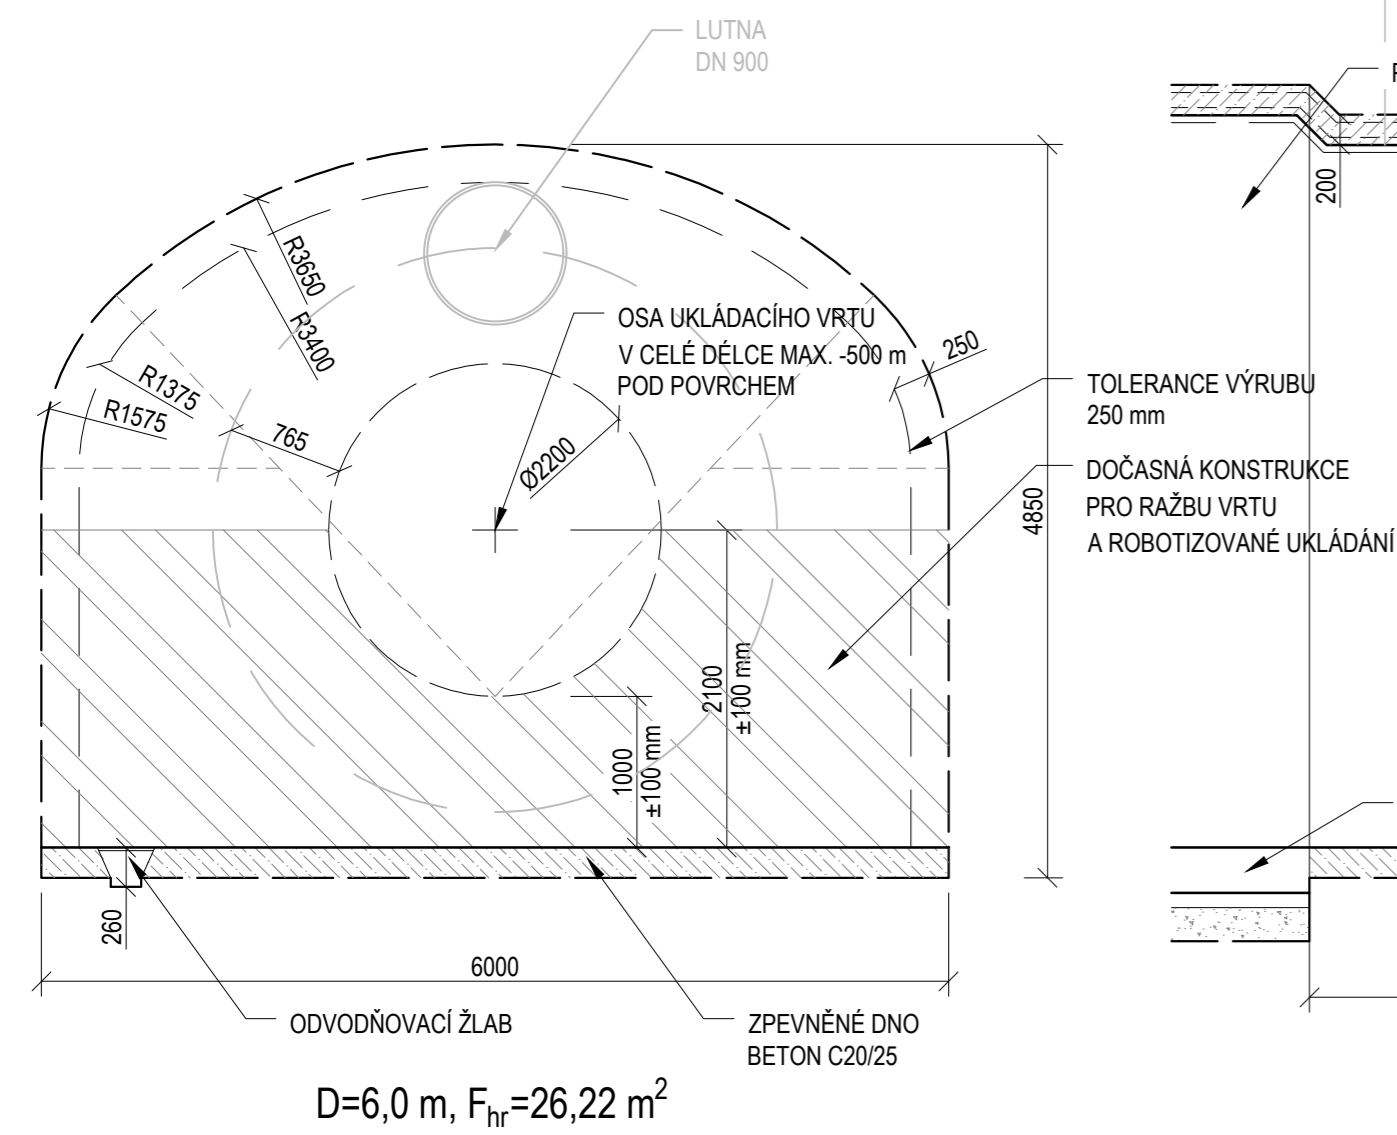 LUTNA
DN 900
R3650
R3400
R1375
R1575
765
OSA UKLÁDACÍHO VRTU
V CELÉ DÉLCE MAX. -500 m
POD POVRCHEM
Ø2200
250
TOLERANCE VÝRUBU
250 mm
DOČASNÁ KONSTRUKCE
PRO RAŽBU VRTU
A ROBOTIZOVANÉ UKLÁDÁNÍ
4850
200
2100
±100 mm
1000
±100 mm
260
6000
ODVODŇOVACÍ ŽLAB
ZPEVNĚNÉ DNO
BETON C20/25
D=6,0 m, Fhr=26,22 m²